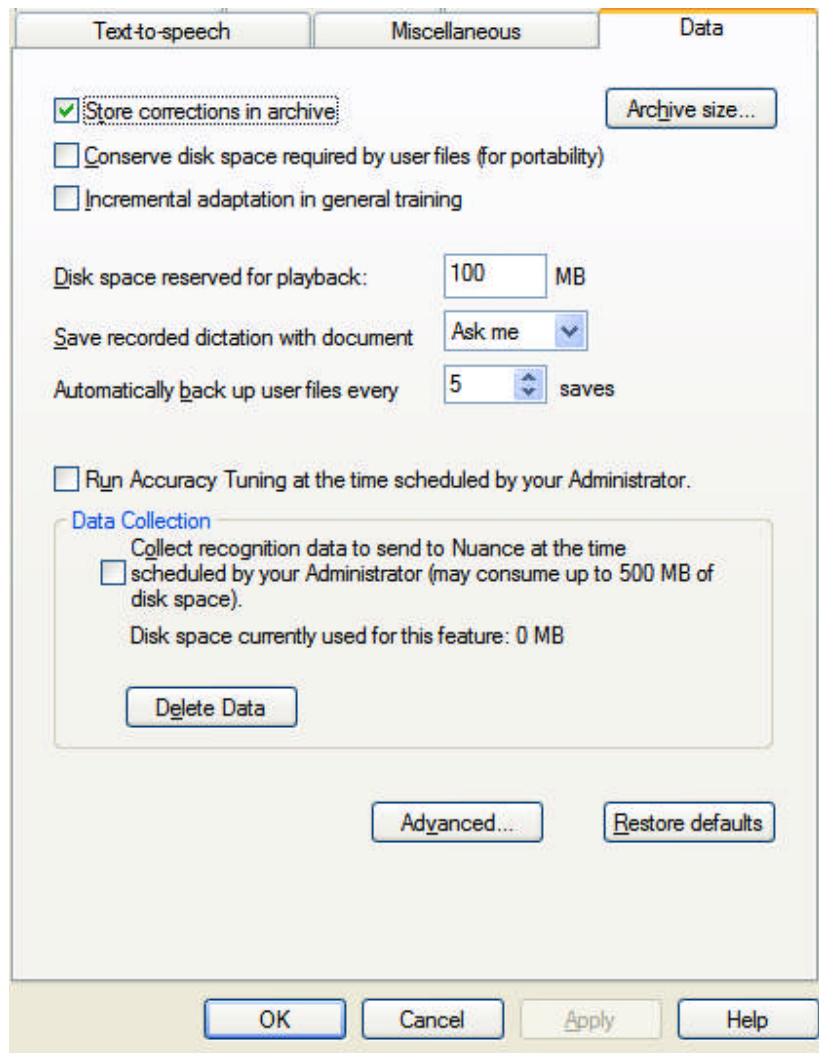 Text-to-speech Miscellaneous Data
Store corrections in archive Archive size...
Conserve disk space required by user files (for portability)
Incremental adaptation in general training
Disk space reserved for playback: 100 MB
Save recorded dictation with document Ask me
Automatically back up user files every 5 saves
Run Accuracy Tuning at the time scheduled by your Administrator.
Data Collection
Collect recognition data to send to Nuance at the time
scheduled by your Administrator (may consume up to 500 MB of
disk space).
Disk space currently used for this feature: 0 MB
Delete Data
Advanced... Restore defaults
OK Cancel Apply Help